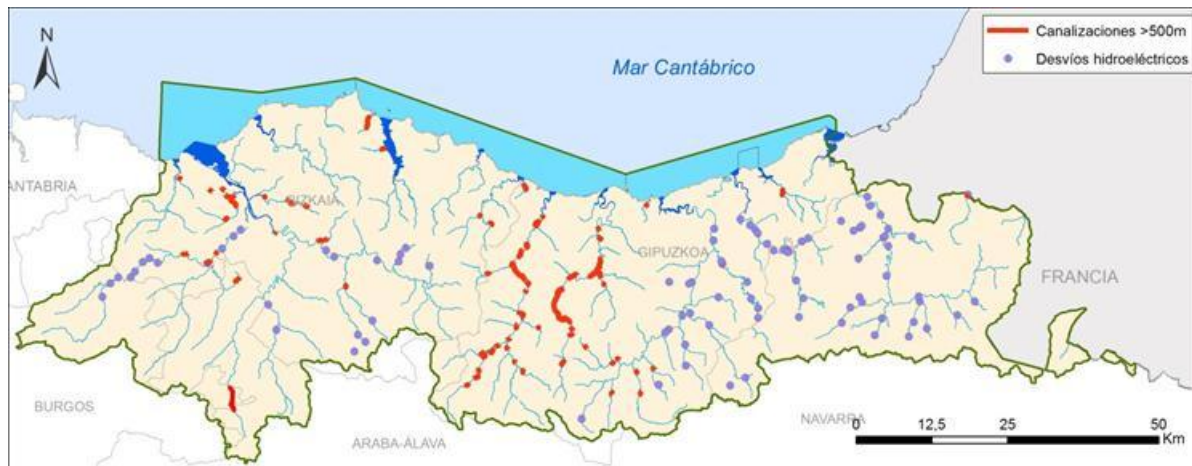 N
Canalizaciones >500m
Desvíos hidroeléctricos
Mar Cantábrico
ANTABRIA
BIZKAIA
GIPUZKOA
FRANCIA
BURGOS
ARABA-ÁLAVA
NAVARRA
0 12,5 25 50
Km